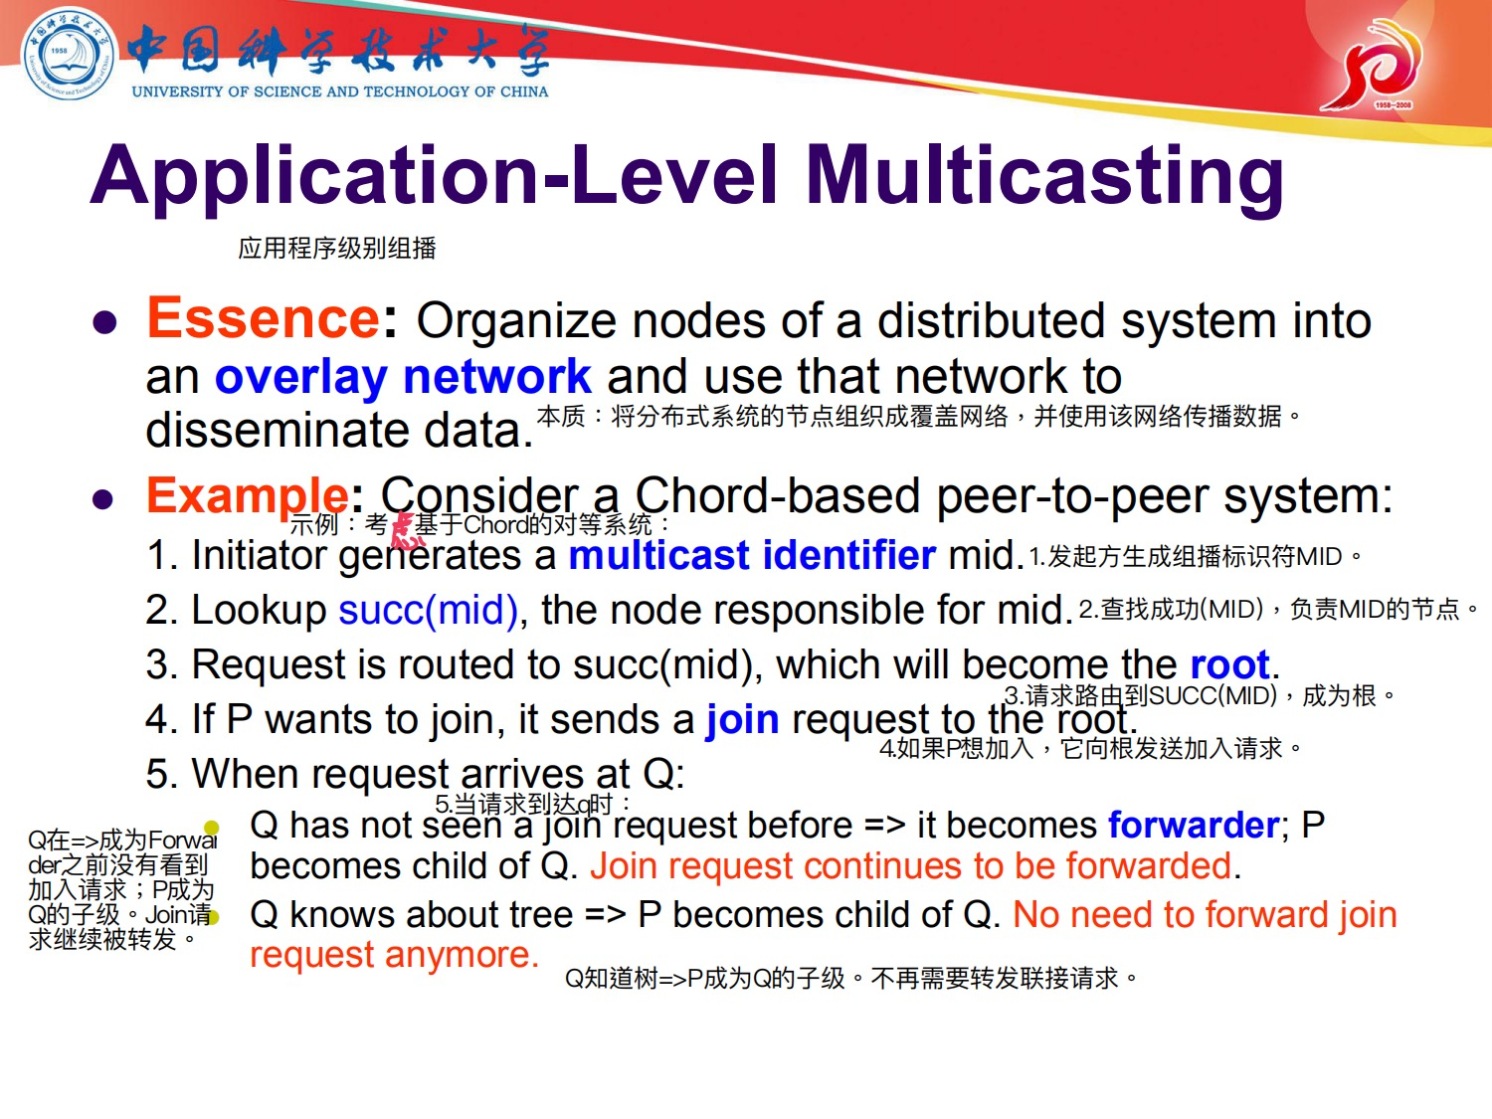 中国科学技术大学
UNIVERSITY OF SCIENCE AND TECHNOLOGY OF CHINA
1958
1958-2008
Application-Level Multicasting
应用程序级别组播
Essence: Organize nodes of a distributed system into
an overlay network and use that network to
disseminate data.
本质：将分布式系统的节点组织成覆盖网络，并使用该网络传播数据。
Example: Consider a Chord-based peer-to-peer system:
示例：考虑基于Chord的对等系统：
1. Initiator generates a multicast identifier mid.
1.发起方生成组播标识符MID。
2. Lookup succ(mid), the node responsible for mid.
2.查找成功(MID)，负责MID的节点。
3. Request is routed to succ(mid), which will become the root.
3.请求路由到SUCC(MID)，成为根。
4. If P wants to join, it sends a join request to the root.
4.如果P想加入，它向根发送加入请求。
5. When request arrives at Q:
5.当请求到达q时：
Q has not seen a join request before => it becomes forwarder; P
becomes child of Q. Join request continues to be forwarded.
Q在=>成为Forwar
der之前没有看到
加入请求；P成为
Q的子级。Join请
求继续被转发。
Q knows about tree => P becomes child of Q. No need to forward join
request anymore.
Q知道树=>P成为Q的子级。不再需要转发联接请求。